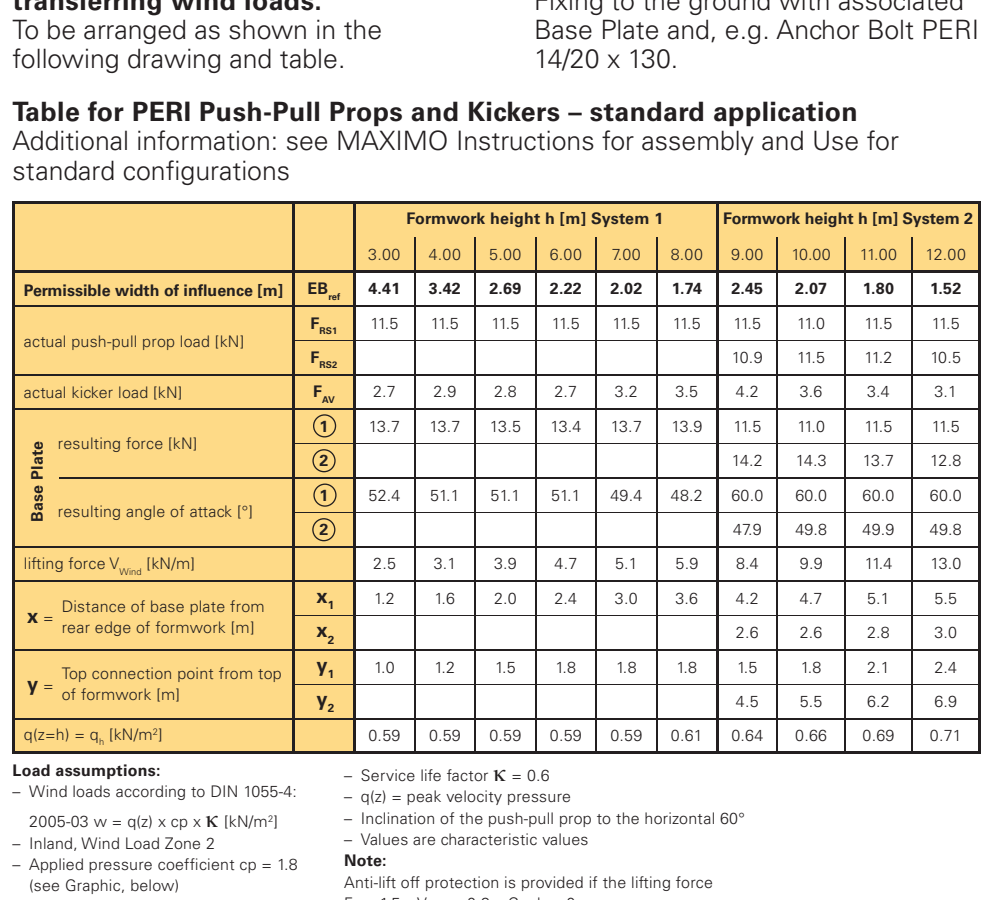 transferring wind loads.
To be arranged as shown in the
following drawing and table.
Fixing to the ground with associated
Base Plate and, e.g. Anchor Bolt PERI
14/20 x 130.
Table for PERI Push-Pull Props and Kickers – standard application
Additional information: see MAXIMO Instructions for assembly and Use for
standard configurations
Formwork height h [m] System 1 Formwork height h [m] System 2
3.00 4.00 5.00 6.00 7.00 8.00 9.00 10.00 11.00 12.00
Permissible width of influence [m] EBref 4.41 3.42 2.69 2.22 2.02 1.74 2.45 2.07 1.80 1.52
actual push-pull prop load [kN]
FRS1 11.5 11.5 11.5 11.5 11.5 11.5 11.5 11.0 11.5 11.5
FRS2 10.9 11.5 11.2 10.5
actual kicker load [kN] FAV 2.7 2.9 2.8 2.7 3.2 3.5 4.2 3.6 3.4 3.1
Base Plate
resulting force [kN]
① 13.7 13.7 13.5 13.4 13.7 13.9 11.5 11.0 11.5 11.5
② 14.2 14.3 13.7 12.8
resulting angle of attack [°]
① 52.4 51.1 51.1 51.1 49.4 48.2 60.0 60.0 60.0 60.0
② 47.9 49.8 49.9 49.8
lifting force VWind [kN/m] 2.5 3.1 3.9 4.7 5.1 5.9 8.4 9.9 11.4 13.0
x = Distance of base plate from
rear edge of formwork [m]
x1 1.2 1.6 2.0 2.4 3.0 3.6 4.2 4.7 5.1 5.5
x2 2.6 2.6 2.8 3.0
y = Top connection point from top
of formwork [m]
y1 1.0 1.2 1.5 1.8 1.8 1.8 1.5 1.8 2.1 2.4
y2 4.5 5.5 6.2 6.9
q(z=h) = qh [kN/m²] 0.59 0.59 0.59 0.59 0.59 0.61 0.64 0.66 0.69 0.71
Load assumptions:
– Wind loads according to DIN 1055-4:
2005-03 w = q(z) x cp x K [kN/m²]
– Inland, Wind Load Zone 2
– Applied pressure coefficient cp = 1.8
(see Graphic, below)
– Service life factor K = 0.6
– q(z) = peak velocity pressure
– Inclination of the push-pull prop to the horizontal 60°
– Values are characteristic values
Note:
Anti-lift off protection is provided if the lifting force